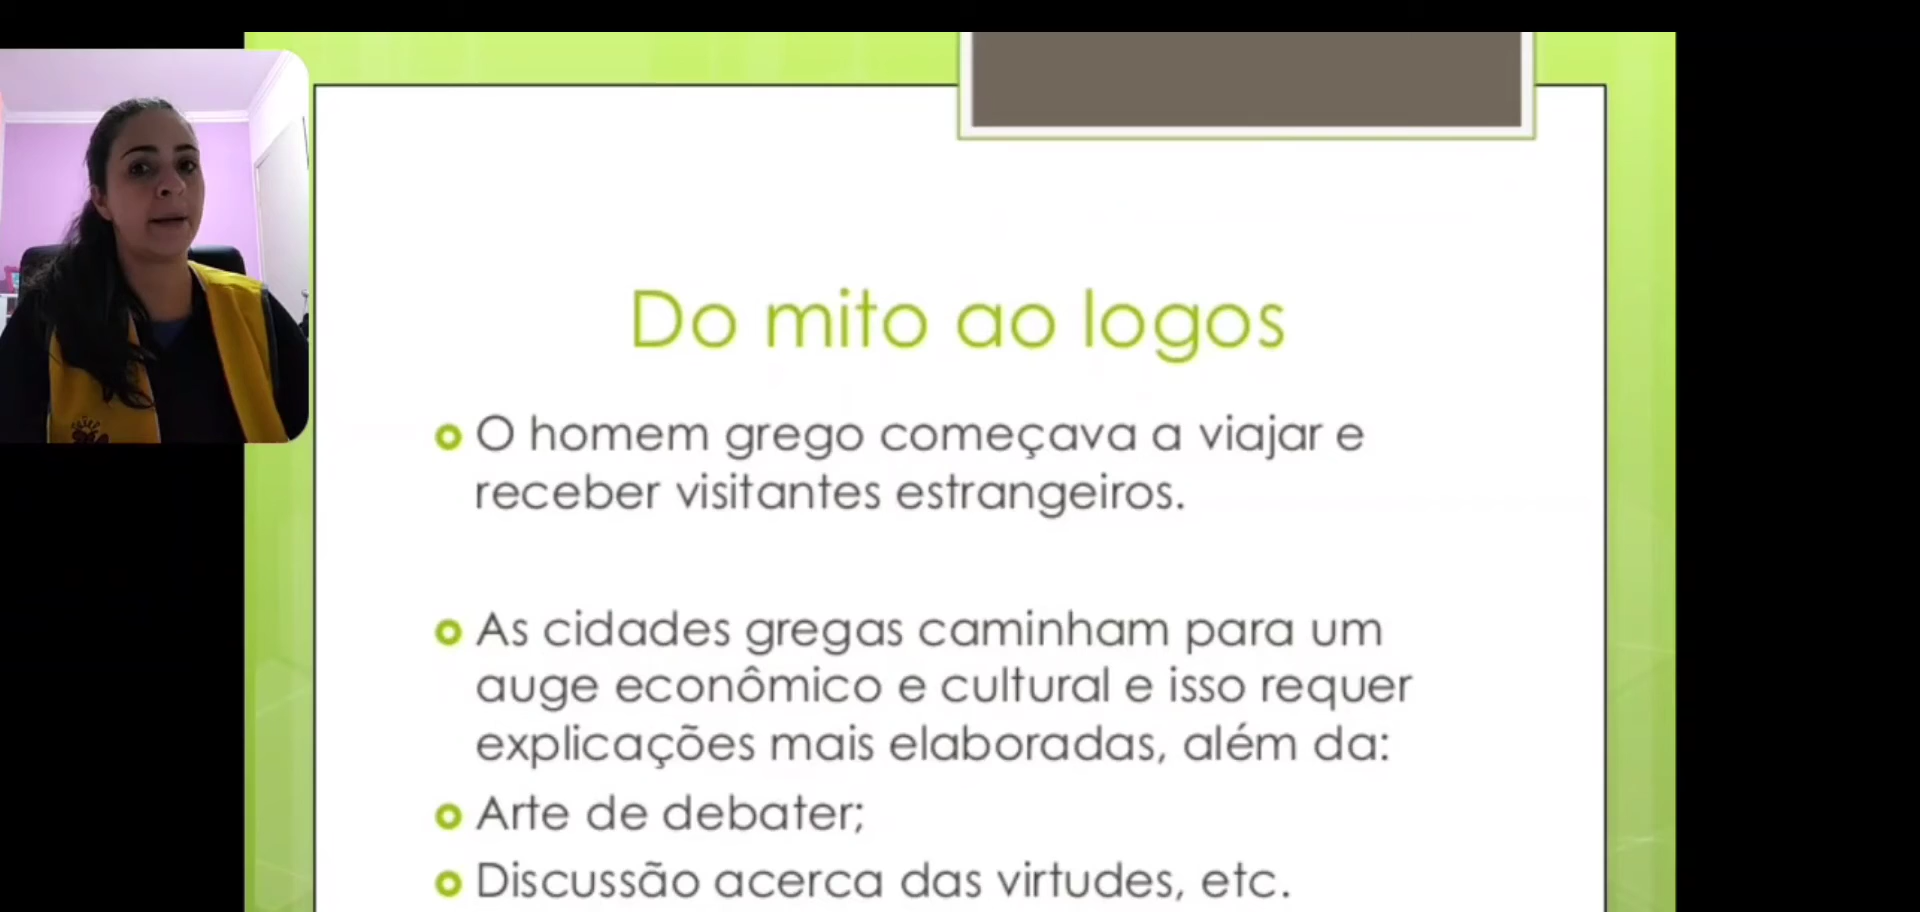 Do mito ao logos
O homem grego começava a viajar e
receber visitantes estrangeiros.
As cidades gregas caminham para um
auge econômico e cultural e isso requer
explicações mais elaboradas, além da:
Arte de debater;
Discussão acerca das virtudes, etc.